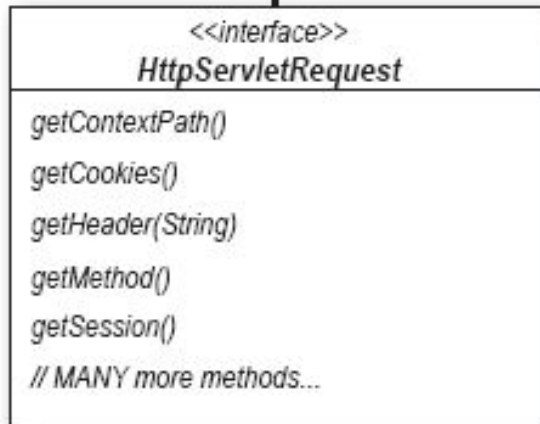 <<interface>>
HttpServletRequest
getContextPath()
getCookies()
getHeader(String)
getMethod()
getSession()
// MANY more methods...